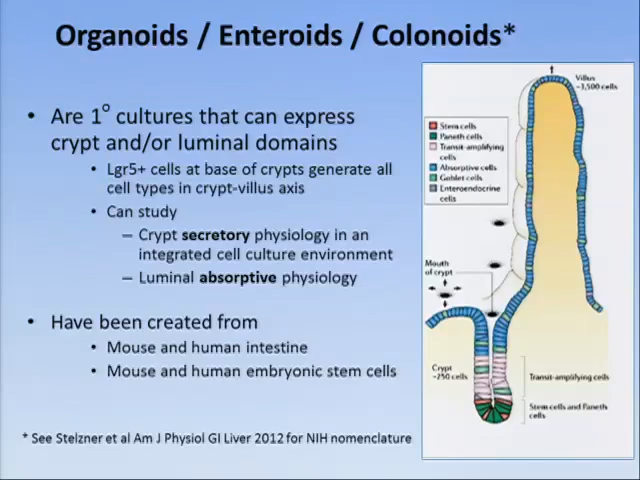 Organoids / Enteroids / Colonoids*
• Are 1° cultures that can express
crypt and/or luminal domains
• Lgr5+ cells at base of crypts generate all
cell types in crypt-villus axis
• Can study
– Crypt secretory physiology in an
integrated cell culture environment
– Luminal absorptive physiology
• Have been created from
• Mouse and human intestine
• Mouse and human embryonic stem cells
* See Stelzner et al Am J Physiol GI Liver 2012 for NIH nomenclature
Villus
~3,500 cells
Stem cells
Paneth cells
Transit-amplifying
cells
Absorptive cells
Goblet cells
Enteroendocrine
cells
Mouth
of crypt
Crypt
~250 cells
Transit-amplifying cells
Stem cells and Paneth
cells